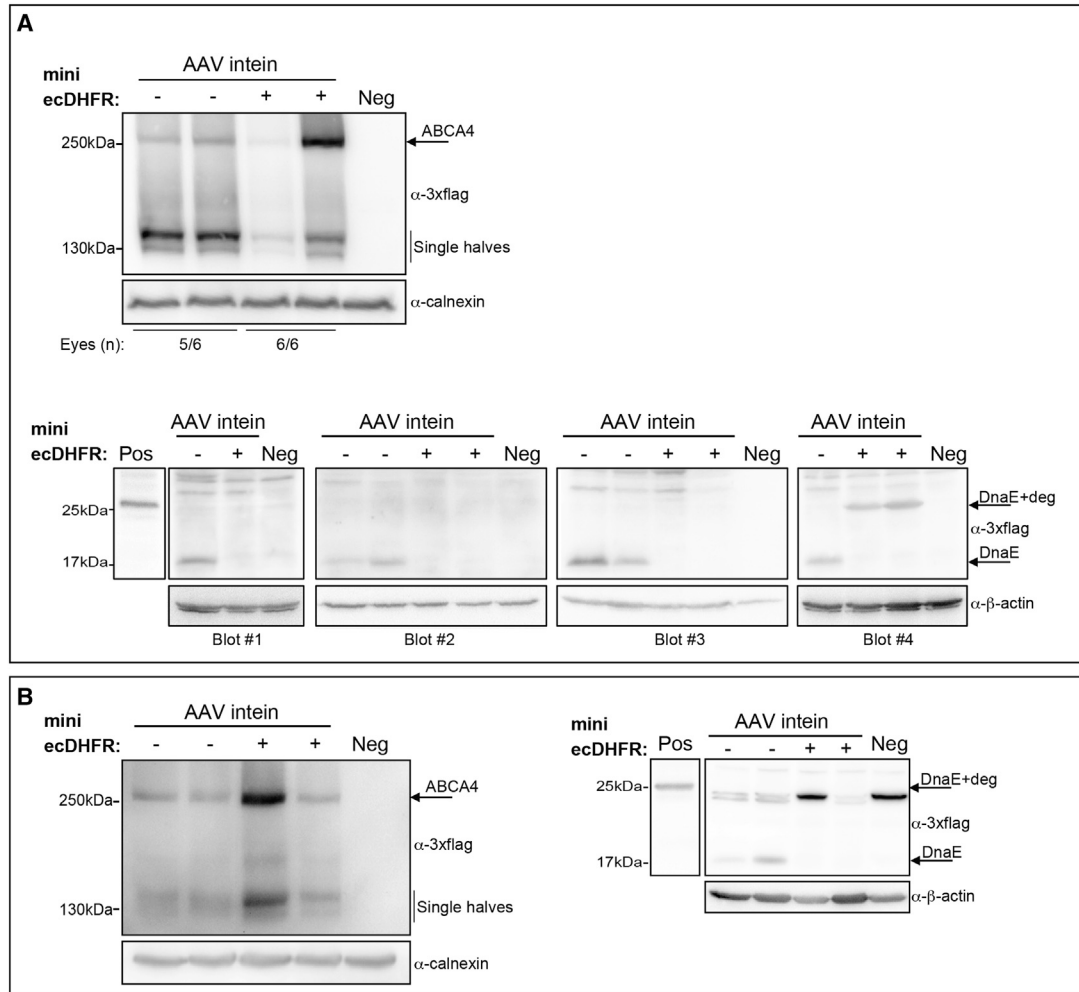 A
AAV intein
mini
ecDHFR: - - + + Neg
250kDa- ABCA4
α-3xflag
130kDa- Single halves
α-calnexin
Eyes (n): 5/6 6/6
mini AAV intein AAV intein AAV intein AAV intein
ecDHFR:
Pos - + Neg - - + + Neg - - + + Neg - + + Neg
25kDa- DnaE+deg
α-3xflag
17kDa- DnaE
α-β-actin
Blot #1 Blot #2 Blot #3 Blot #4
B
AAV intein
mini
ecDHFR: - - + + Neg
250kDa- ABCA4
α-3xflag
130kDa- Single halves
α-calnexin
mini AAV intein
ecDHFR: Pos - - + + Neg
25kDa- DnaE+deg
α-3xflag
17kDa- DnaE
α-β-actin